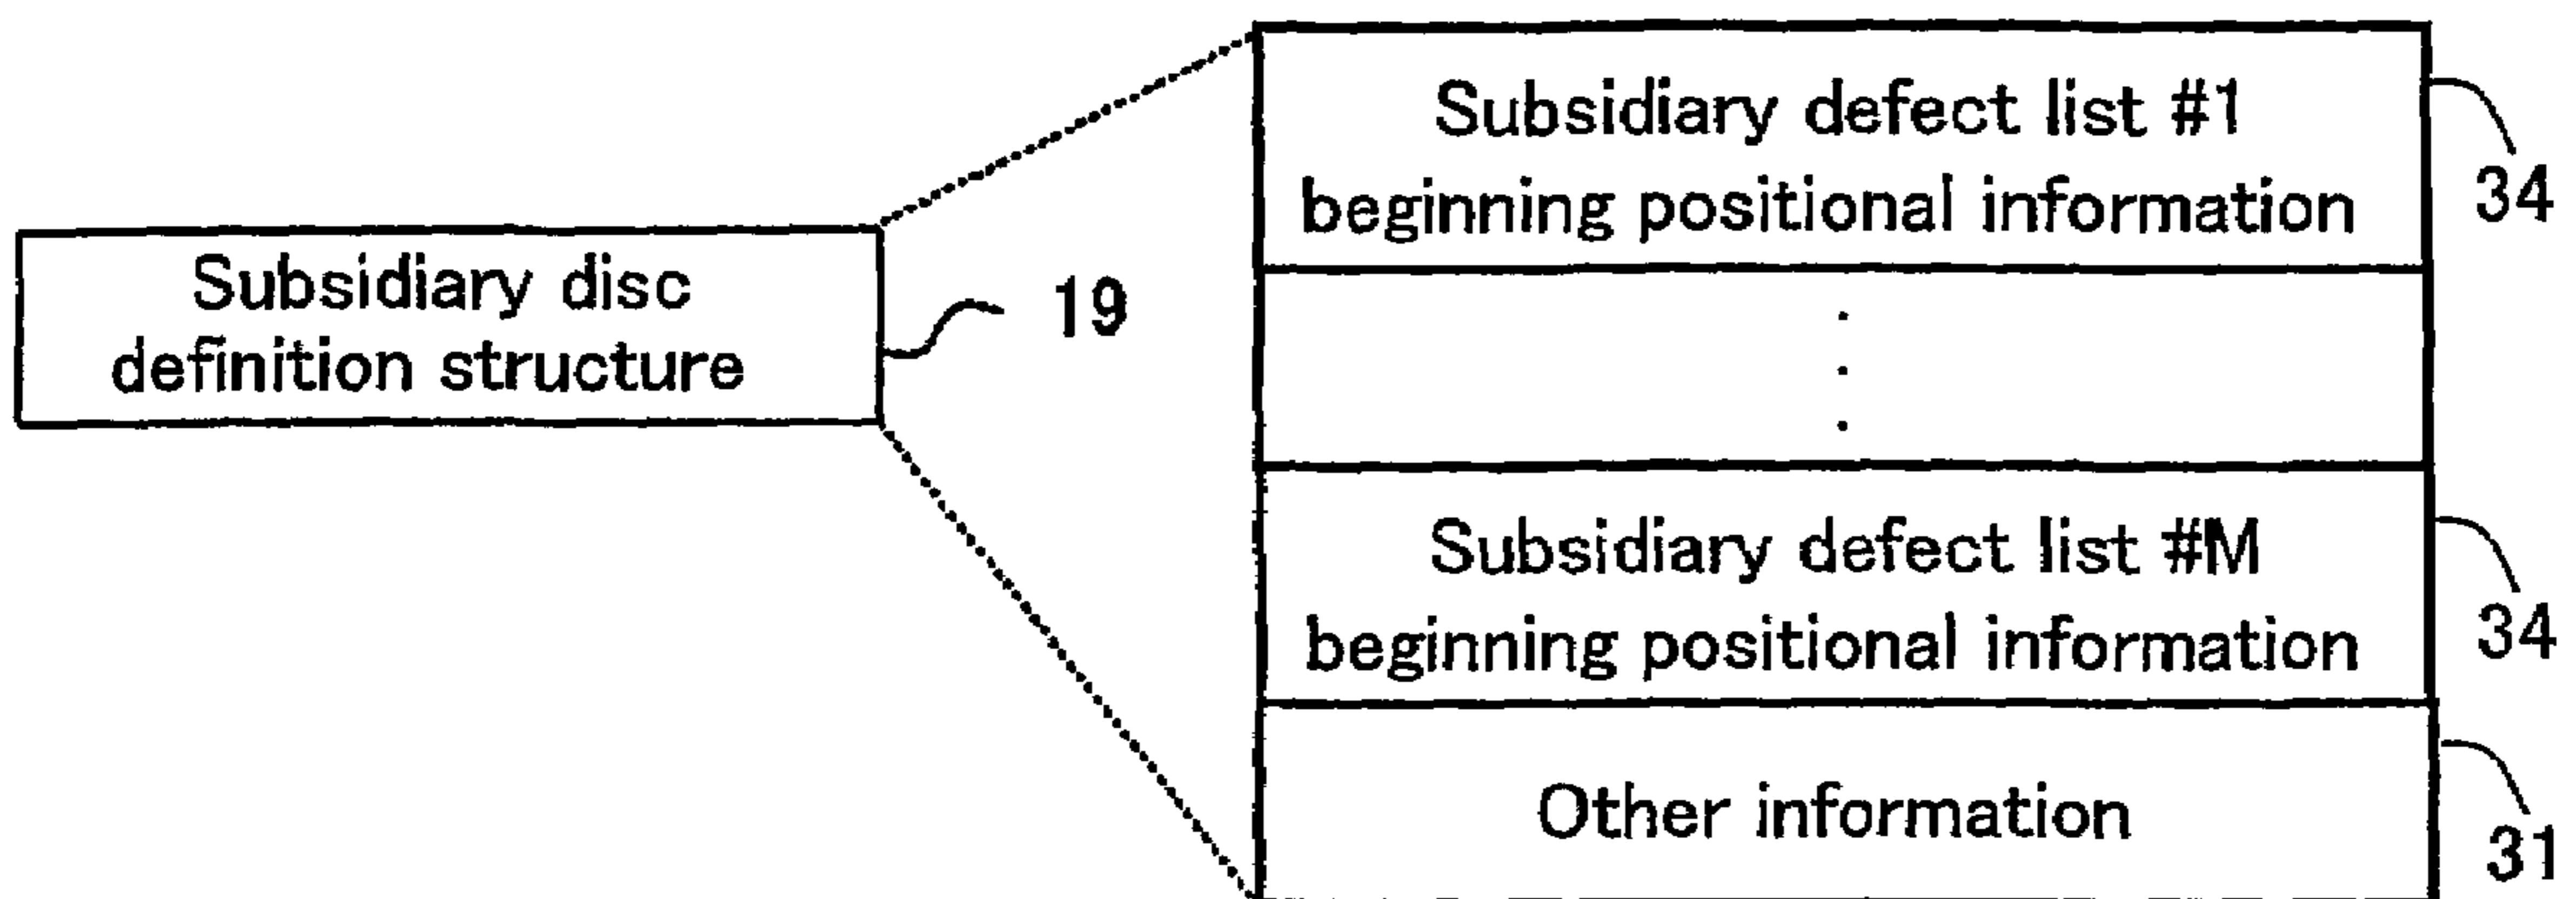 Subsidiary disc
definition structure
19
Subsidiary defect list #1
beginning positional information
34
.
.
.
Subsidiary defect list #M
beginning positional information
34
Other information
31